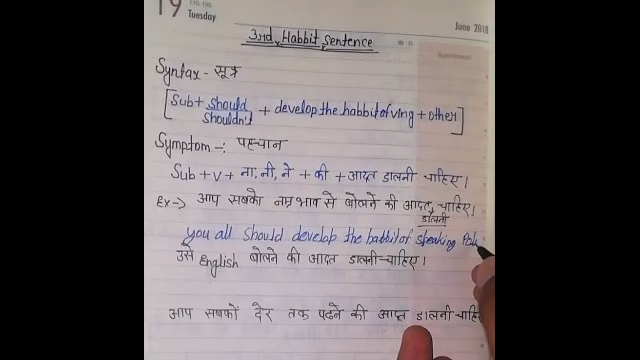 19
Tuesday
June 2018
3rd, Habbit, Sentence
Syntax - सूत्र
[Sub + should
shouldn't + develop the habbit of ving + other]
Symptom -: पहचान
Sub + v + ना, नी, ने + की + आदत डालनी चाहिए।
Ex-> आप सबको नम्र भाव से बोलने की आदत, चाहिए।
डालनी
you all should develop the habbit of speaking Pol
उसे English बोलने की आदत डालनी-चाहिए।
आप सबकों देर तक पढने की आदत डालनी चाहि